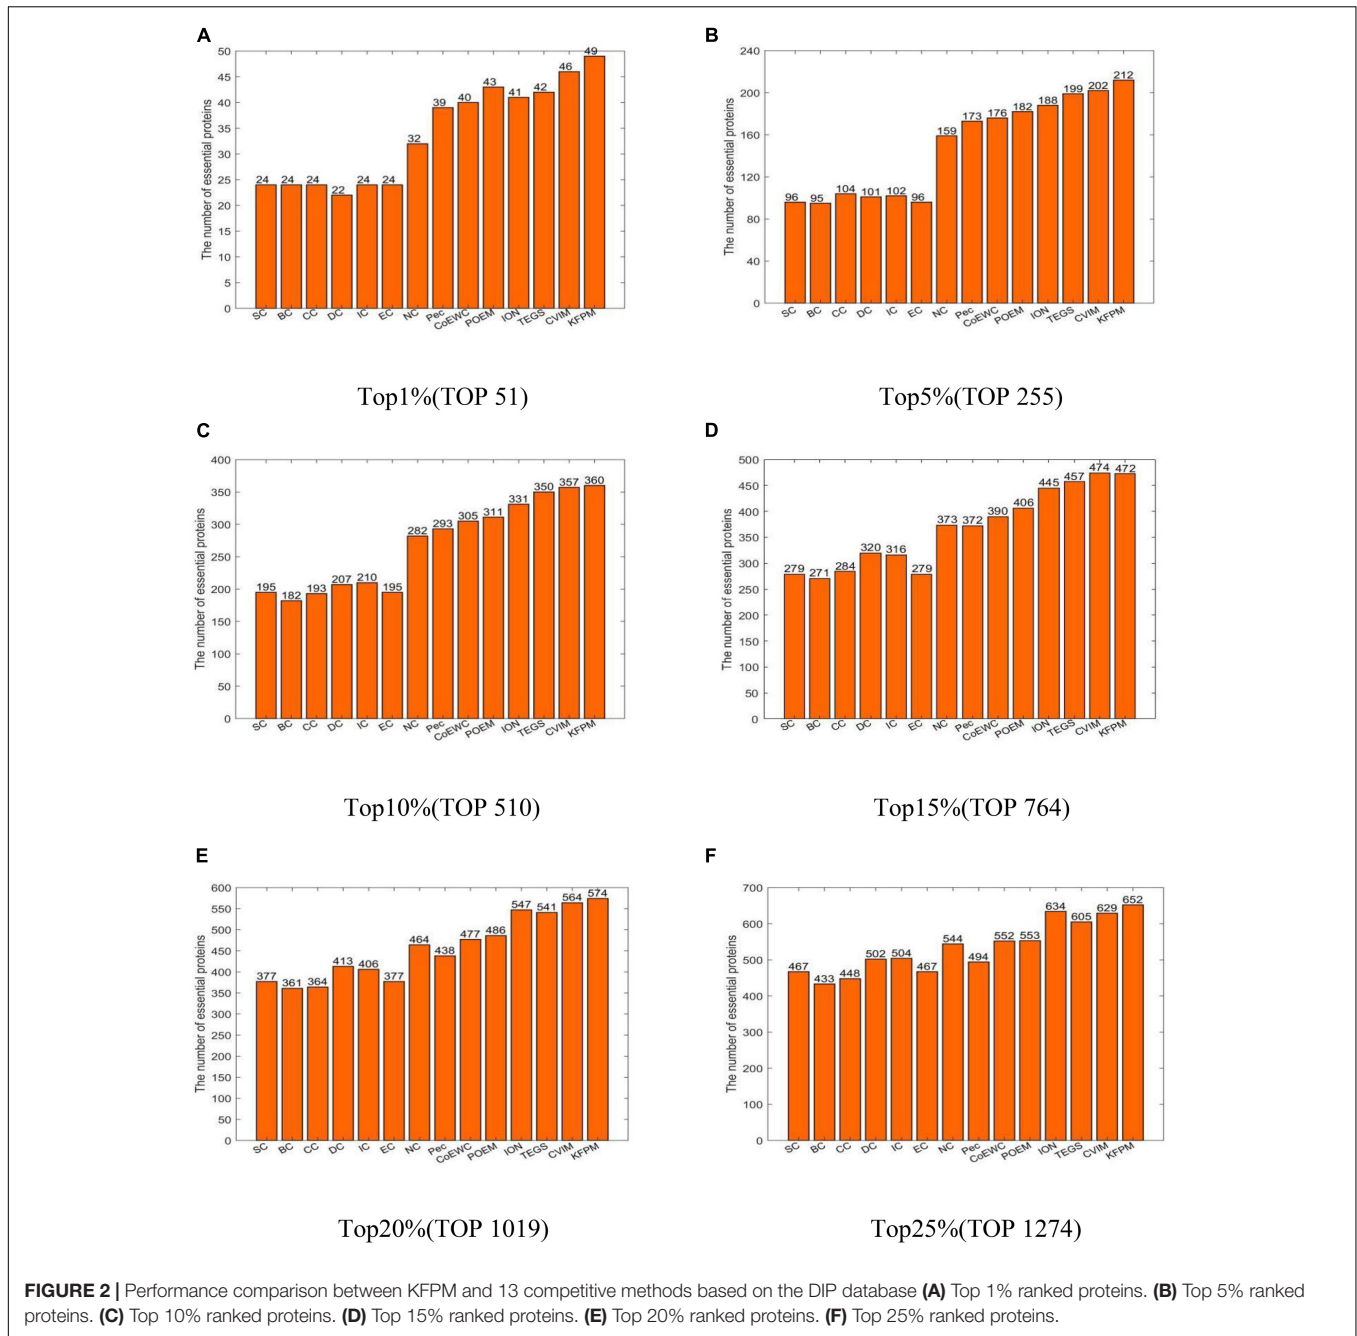 A
The number of essential proteins
50
45
40
35
30
25
20
15
10
5
0
24 24 24 22 24 24 32 39 40 43 41 42 46 49
SC BC CC DC IC EC NC Pec CoEWC POEM ION TEGS CVIM KFPM
Top1%(TOP 51)
B
The number of essential proteins
240
200
160
120
80
40
0
96 95 104 101 102 96 159 173 176 182 188 199 202 212
SC BC CC DC IC EC NC Pec CoEWC POEM ION TEGS CVIM KFPM
Top5%(TOP 255)
C
The number of essential proteins
400
350
300
250
200
150
100
50
0
195 182 193 207 210 195 282 293 305 311 331 350 357 360
SC BC CC DC IC EC NC Pec CoEWC POEM ION TEGS CVIM KFPM
Top10%(TOP 510)
D
The number of essential proteins
500
450
400
350
300
250
200
150
100
50
0
279 271 284 320 316 279 373 372 390 406 445 457 474 472
SC BC CC DC IC EC NC Pec CoEWC POEM ION TEGS CVIM KFPM
Top15%(TOP 764)
E
The number of essential proteins
600
550
500
450
400
350
300
250
200
150
100
50
0
377 361 364 413 406 377 464 438 477 486 547 541 564 574
SC BC CC DC IC EC NC Pec CoEWC POEM ION TEGS CVIM KFPM
Top20%(TOP 1019)
F
The number of essential proteins
700
600
500
400
300
200
100
0
467 433 448 502 504 467 544 494 552 553 634 605 629 652
SC BC CC DC IC EC NC Pec CoEWC POEM ION TEGS CVIM KFPM
Top25%(TOP 1274)
FIGURE 2 | Performance comparison between KFPM and 13 competitive methods based on the DIP database (A) Top 1% ranked proteins. (B) Top 5% ranked
proteins. (C) Top 10% ranked proteins. (D) Top 15% ranked proteins. (E) Top 20% ranked proteins. (F) Top 25% ranked proteins.